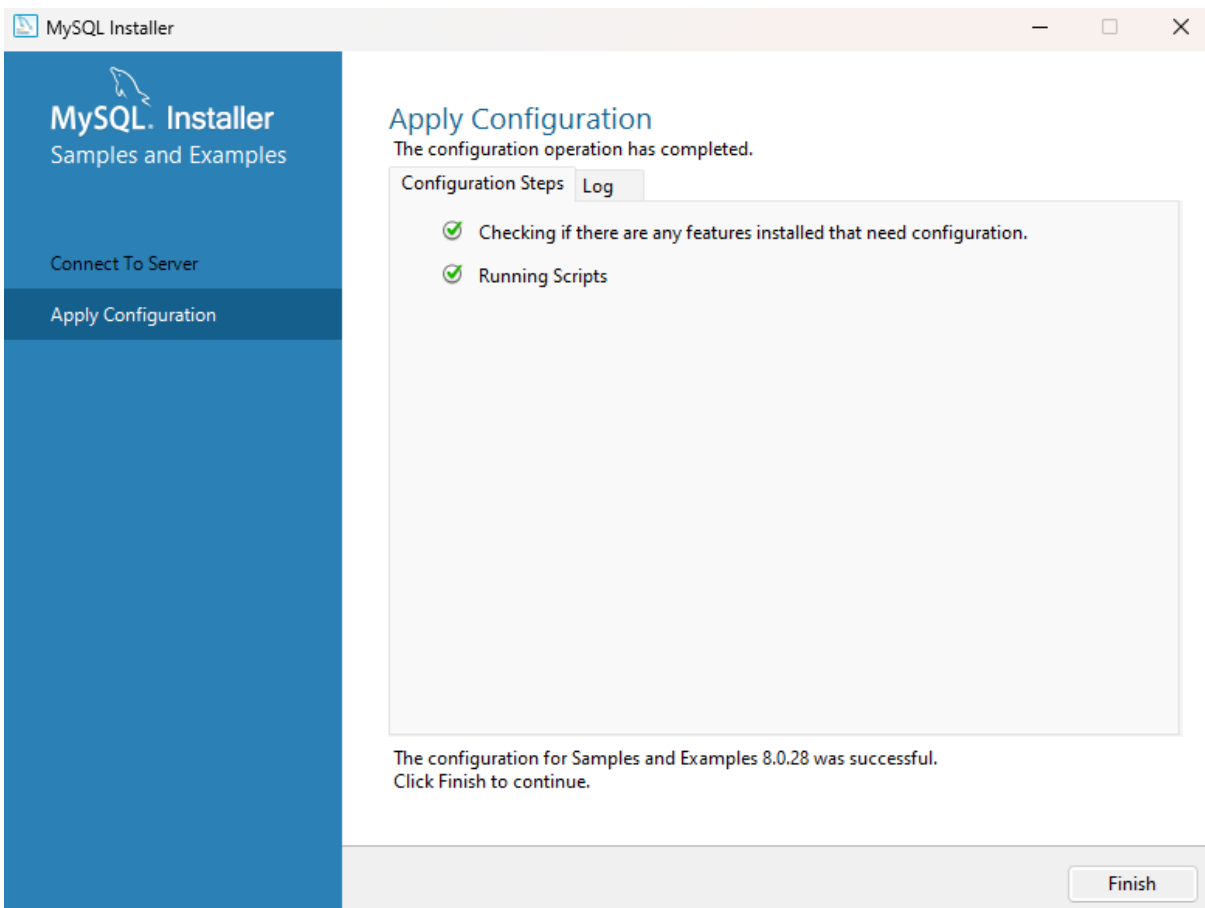 MySQL Installer
MySQL. Installer
Samples and Examples
Connect To Server
Apply Configuration
Apply Configuration
The configuration operation has completed.
Configuration Steps Log
Checking if there are any features installed that need configuration.
Running Scripts
The configuration for Samples and Examples 8.0.28 was successful.
Click Finish to continue.
Finish